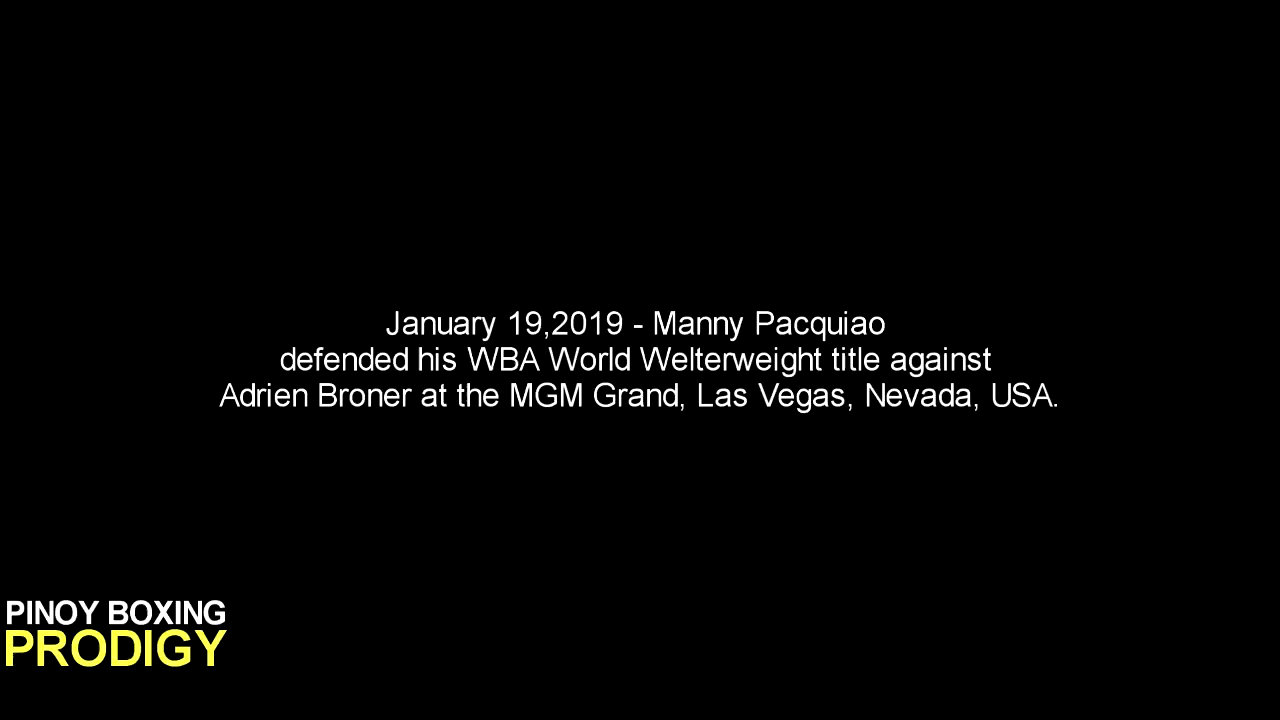 January 19,2019 - Manny Pacquiao
defended his WBA World Welterweight title against
Adrien Broner at the MGM Grand, Las Vegas, Nevada, USA.
PINOY BOXING
PRODIGY